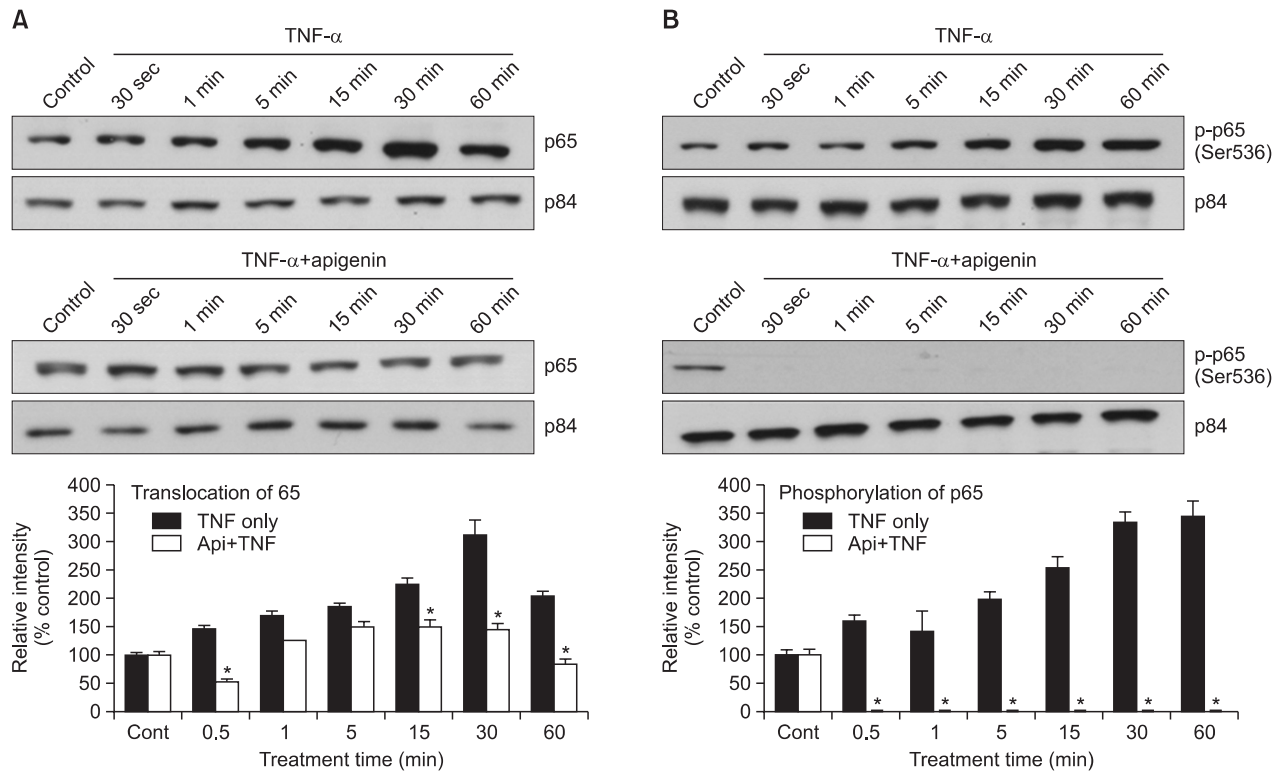 A
TNF-α
Control 30 sec 1 min 5 min 15 min 30 min 60 min
p65
p84
TNF-α+apigenin
Control 30 sec 1 min 5 min 15 min 30 min 60 min
p65
p84
Translocation of 65
TNF only
Api+TNF
Relative intensity
(% control)
400
350
300
250
200
150
100
50
0
* * * *
Cont 0.5 1 5 15 30 60
Treatment time (min)
B
TNF-α
Control 30 sec 1 min 5 min 15 min 30 min 60 min
p-p65
(Ser536)
p84
TNF-α+apigenin
Control 30 sec 1 min 5 min 15 min 30 min 60 min
p-p65
(Ser536)
p84
Phosphorylation of p65
TNF only
Api+TNF
Relative intensity
(% control)
400
350
300
250
200
150
100
50
0
* * * * * *
Cont 0.5 1 5 15 30 60
Treatment time (min)